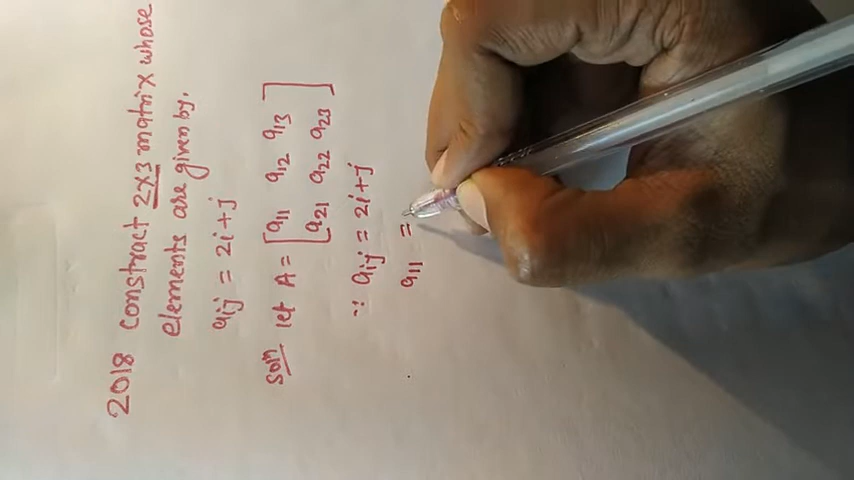 2018 constract 2x3 matrix whose
elements are given by.
aij = 2i+j
soln let A = [a11 a12 a13
a21 a22 a23]
∵ aij = 2i+j
a11 =